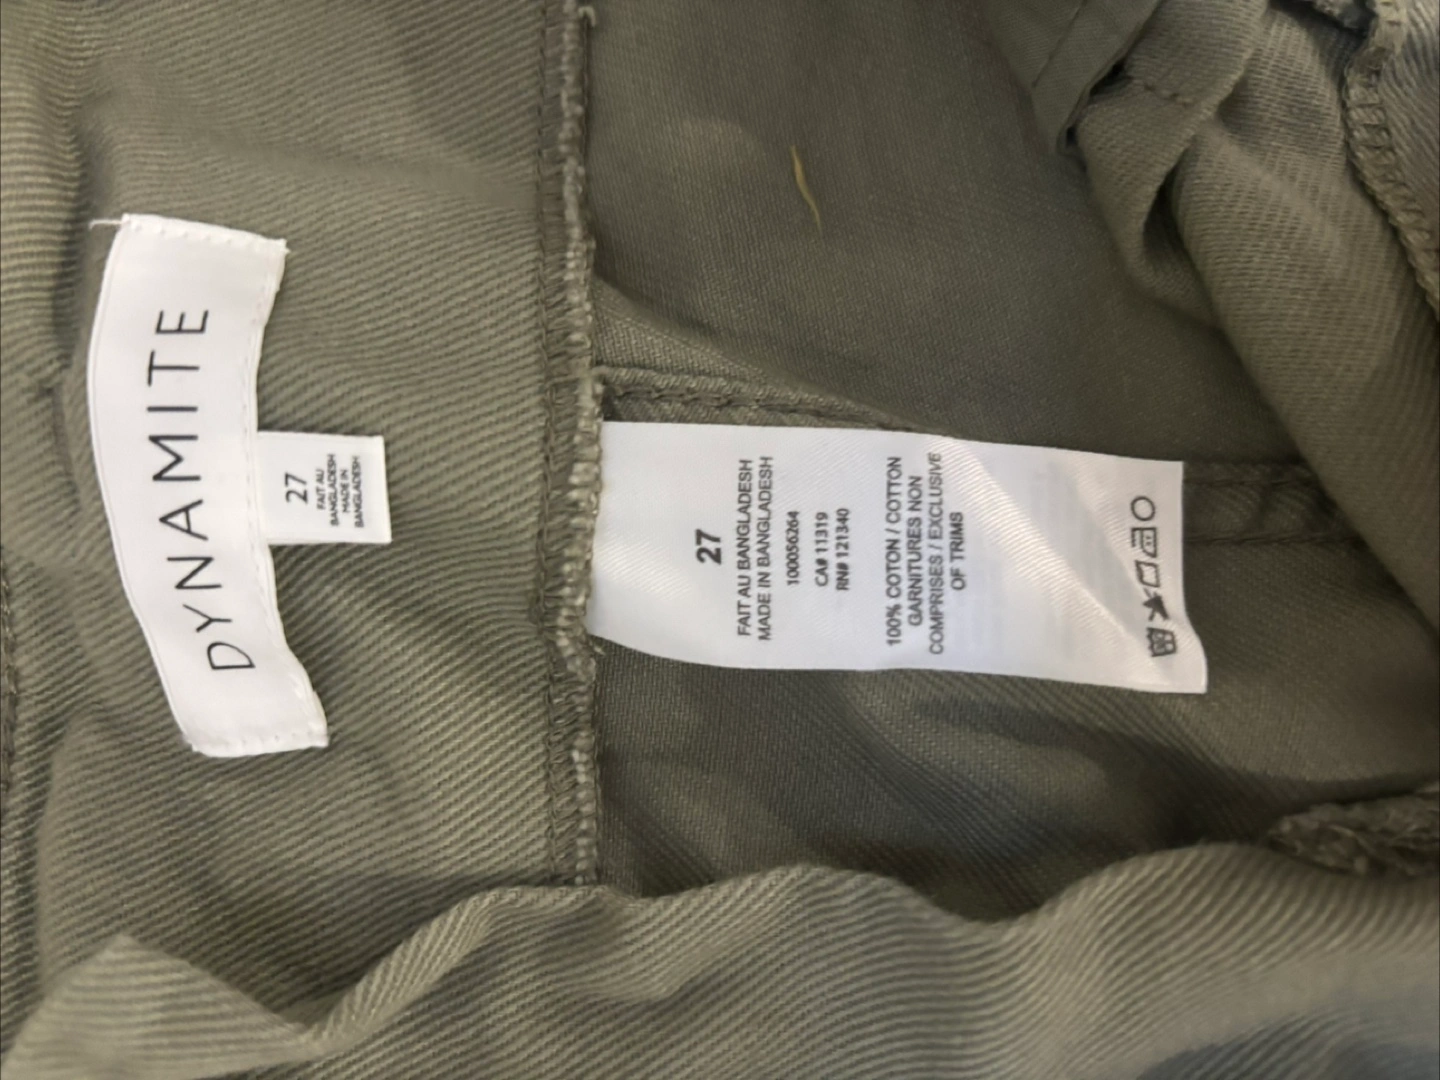 DYNAMITE
27
FAIT AU
BANGLADESH
MADE IN
BANGLADESH
27
FAIT AU BANGLADESH
MADE IN BANGLADESH
100056264
CA# 11319
RN# 121340
100% COTON / COTTON
GARNITURES NON
COMPRISES / EXCLUSIVE
OF TRIMS